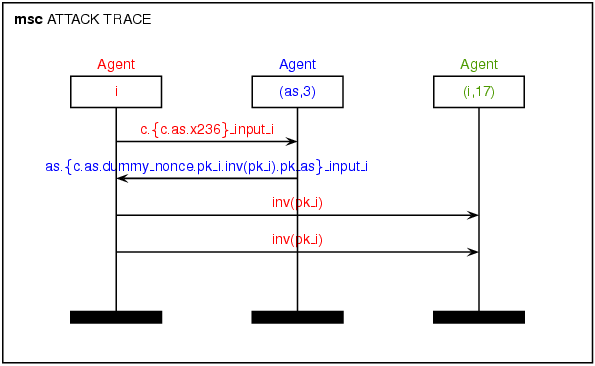 msc ATTACK TRACE
Agent Agent Agent
i (as,3) (i,17)
c.{c.as.x236}_input_i
as.{c.as.dummy_nonce.pk_i.inv(pk_i).pk_as}_input_i
inv(pk_i)
inv(pk_i)